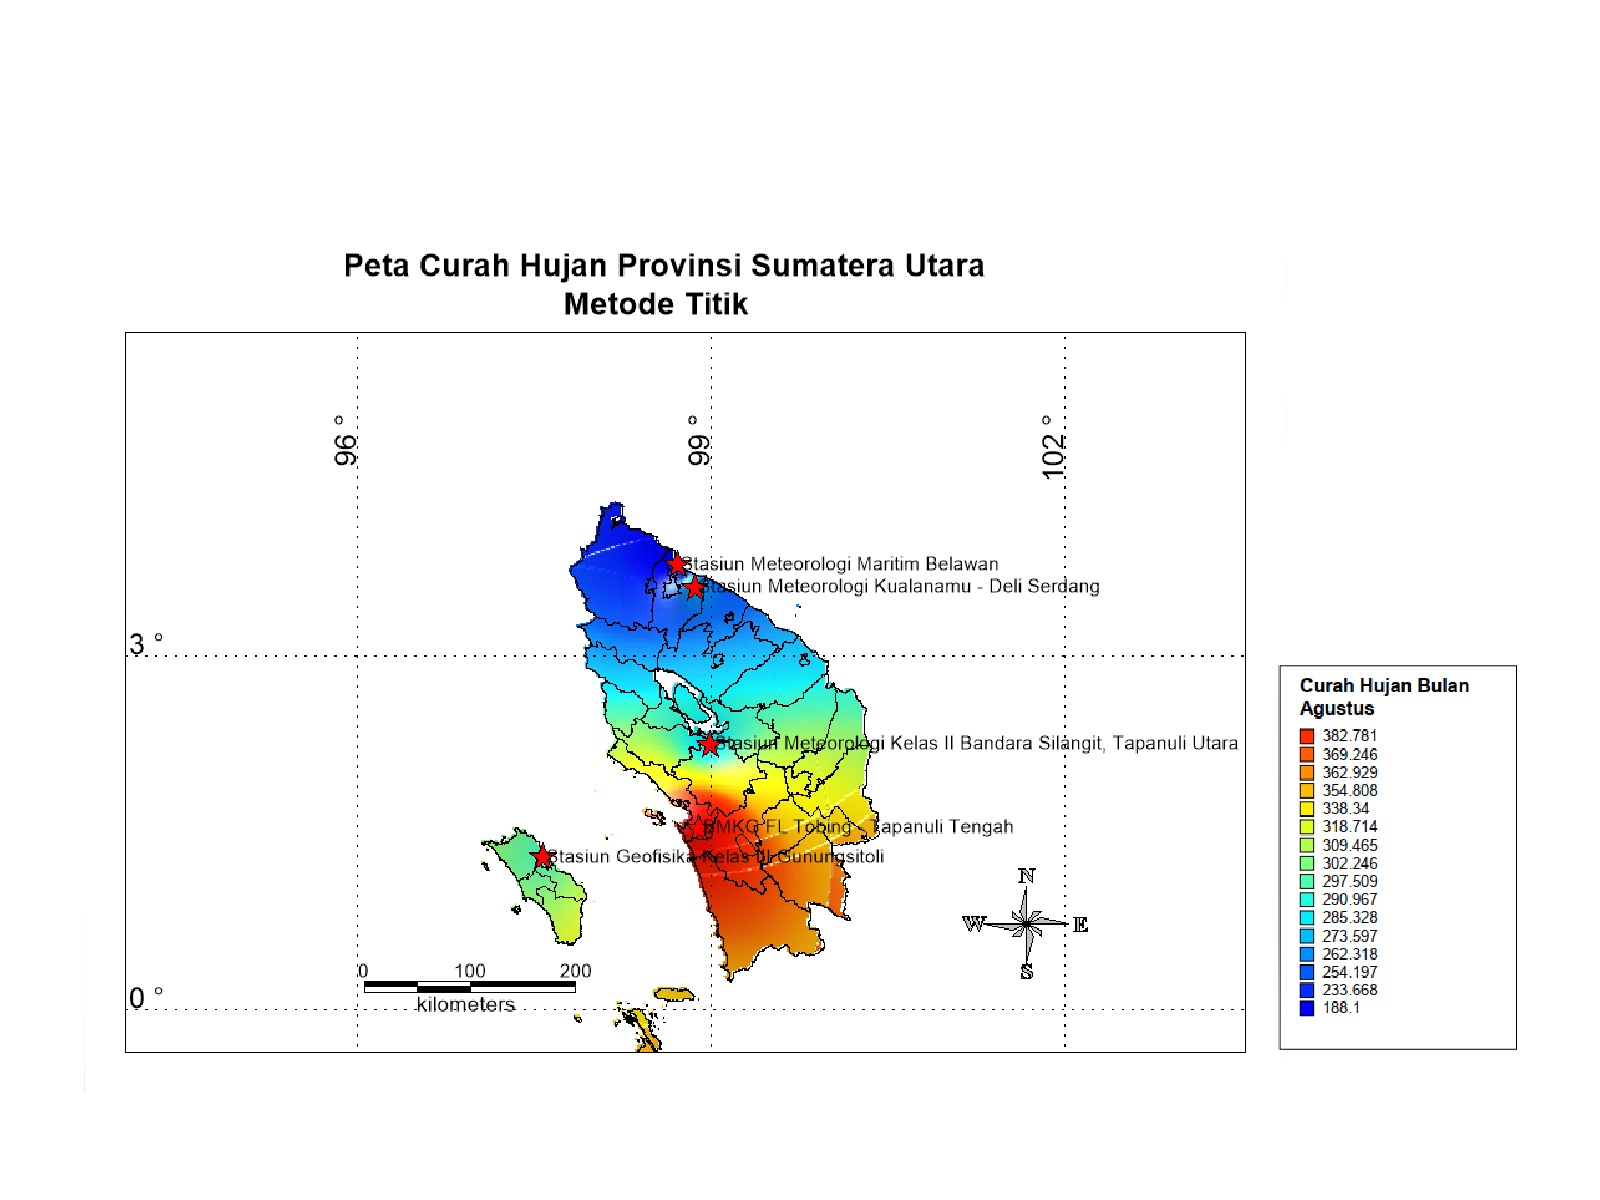 Peta Curah Hujan Provinsi Sumatera Utara
Metode Titik
96 °
99 °
102 °
Stasiun Meteorologi Maritim Belawan
Stasiun Meteorologi Kualanamu - Deli Serdang
3 °
Stasiun Meteorologi Kelas II Bandara Silangit, Tapanuli Utara
BMKG FL Tobing - Tapanuli Tengah
Stasiun Geofisika Kelas III Gunungsitoli
N
W E
S
0 100 200
kilometers
0 °
Curah Hujan Bulan
Agustus
382.781
369.246
362.929
354.808
338.34
318.714
309.465
302.246
297.509
290.967
285.328
273.597
262.318
254.197
233.668
188.1